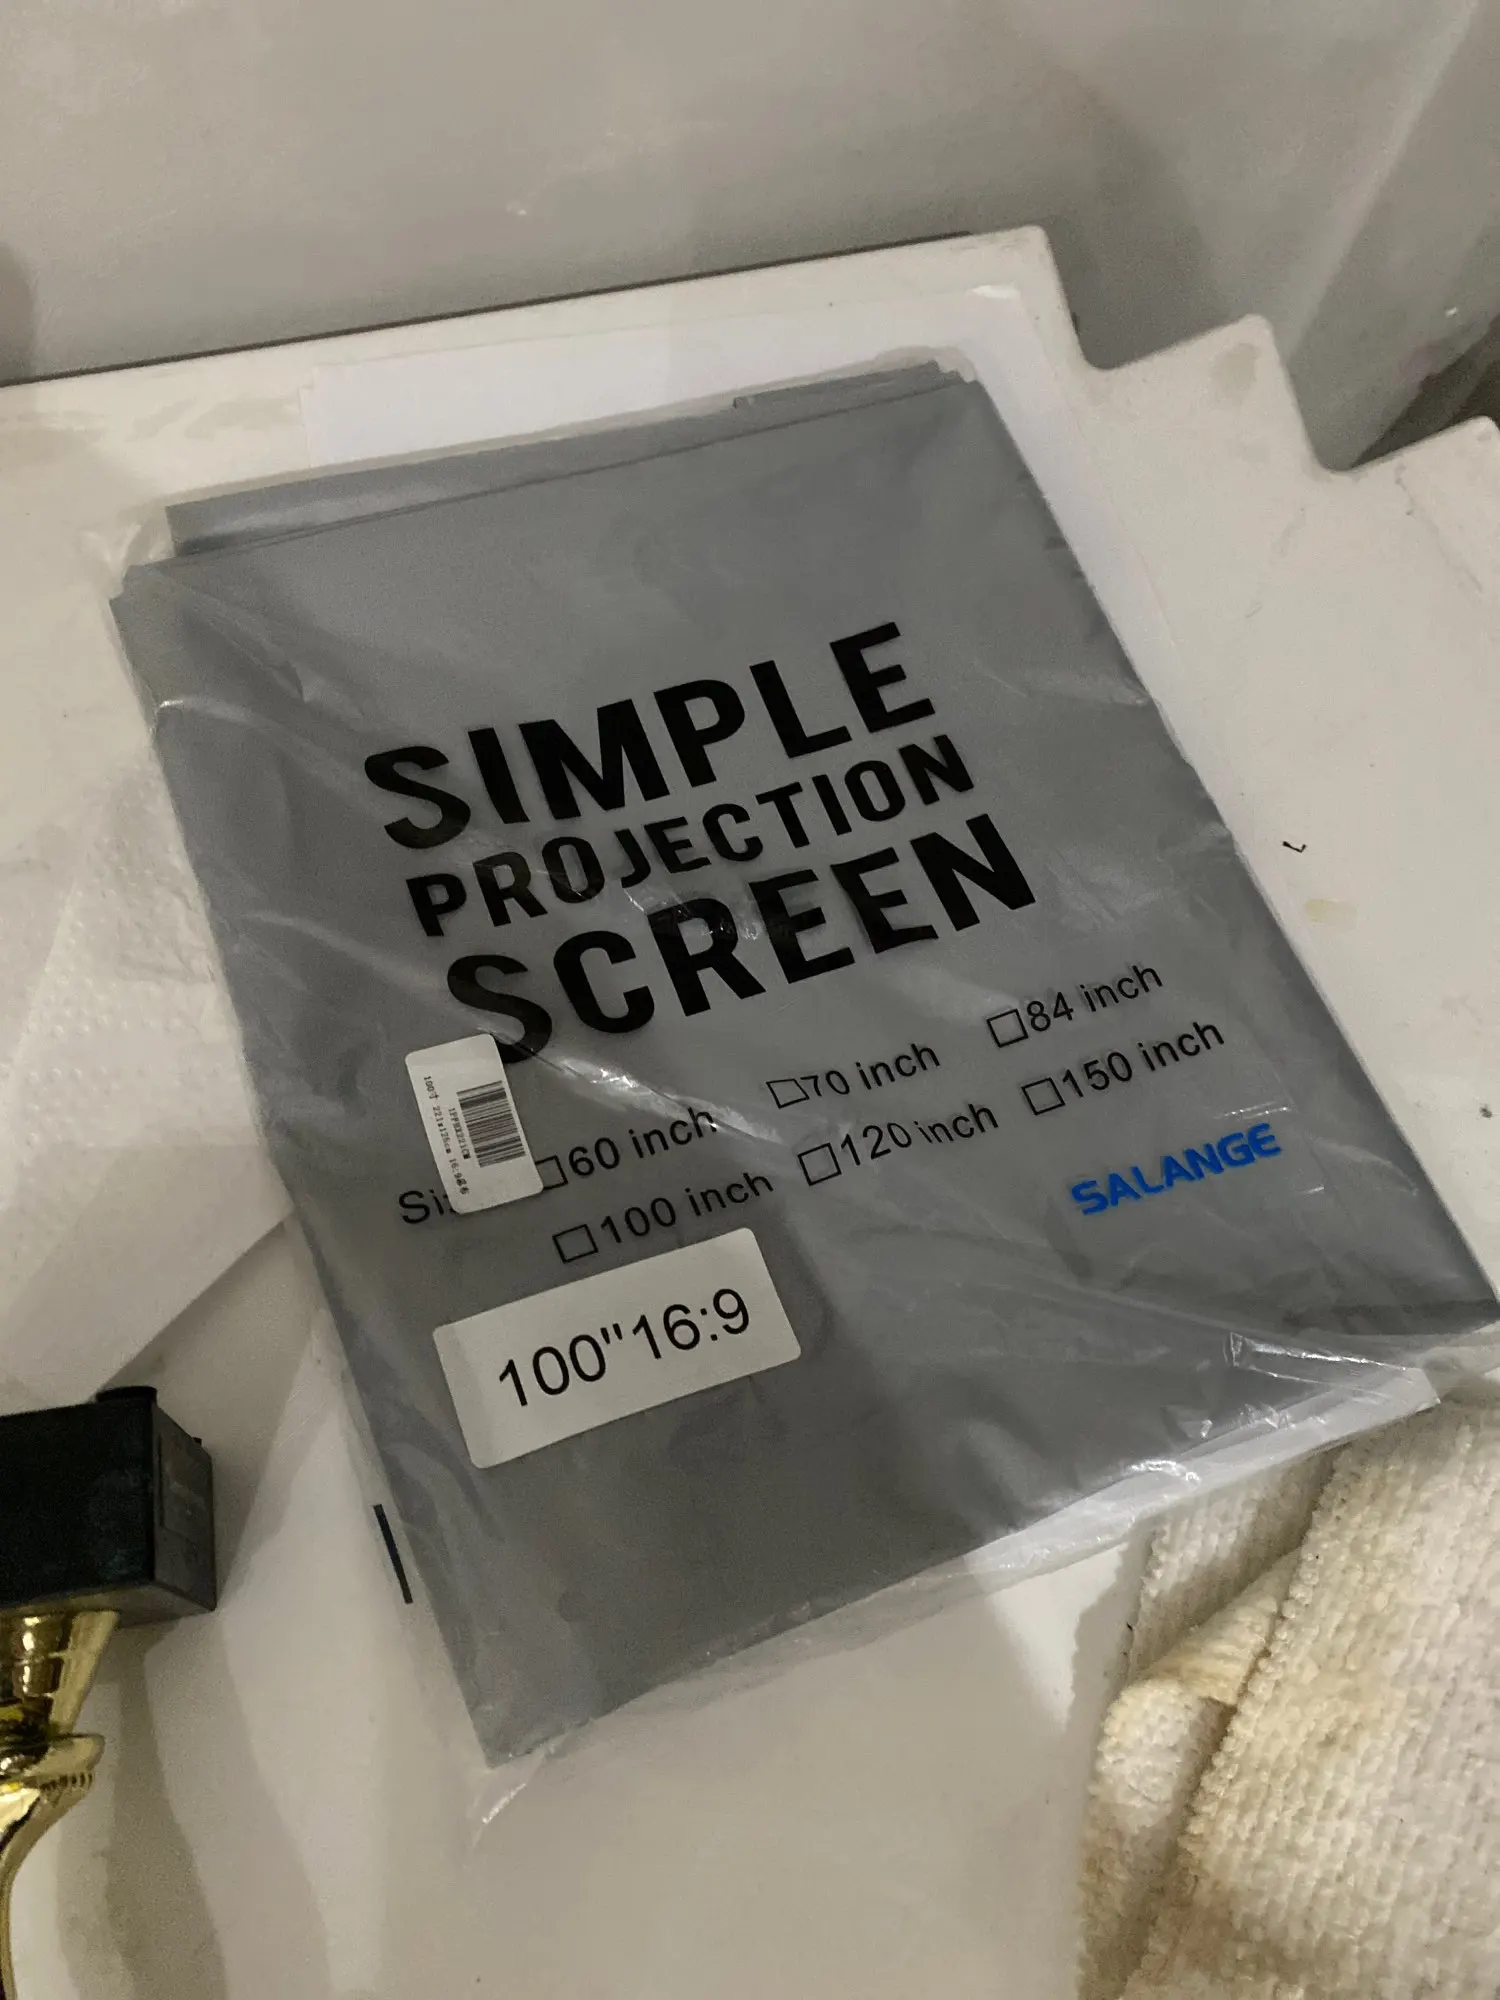 SIMPLE
PROJECTION
SCREEN
□60 inch □70 inch □84 inch
□100 inch □120 inch □150 inch
SALANGE
100"16:9